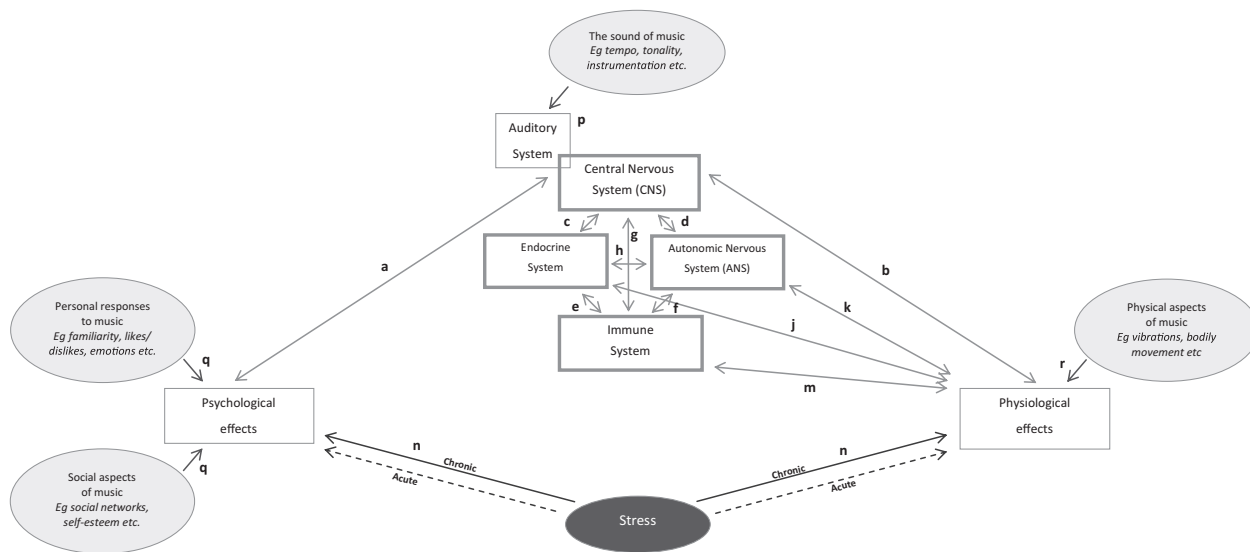 The sound of music
Eg tempo, tonality,
instrumentation etc.
p
Auditory
System
Central Nervous
System (CNS)
c
d
g
h
Endocrine
System
Autonomic Nervous
System (ANS)
a
b
e
f
k
j
Immune
System
m
Personal responses
to music
Eg familiarity, likes/
dislikes, emotions etc.
q
Physical aspects
of music
Eg vibrations, bodily
movement etc
r
Psychological
effects
Physiological
effects
q
Social aspects
of music
Eg social networks,
self-esteem etc.
n
Chronic
Acute
n
Chronic
Acute
Stress